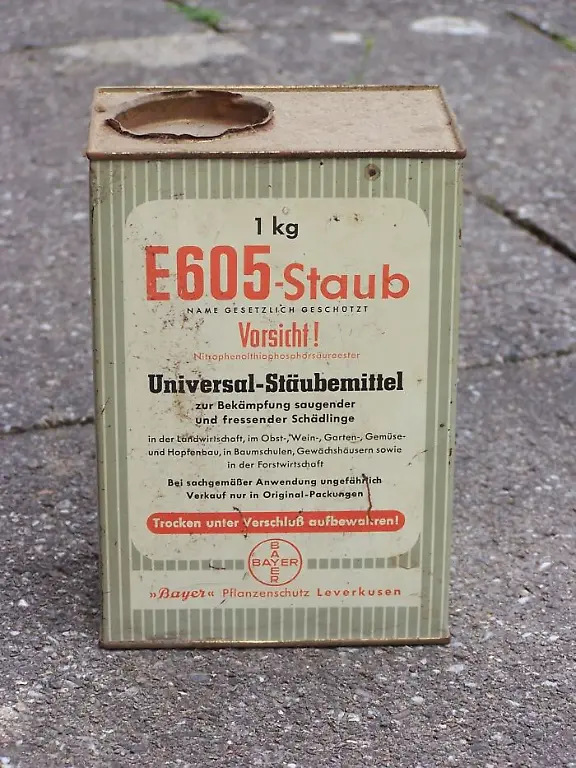 1 kg
E605-Staub
NAME GESETZLICH GESCHÜTZT
Vorsicht!
Nitrophenolthiophosphorsäureester
Universal-Stäubemittel
zur Bekämpfung saugender
und fressender Schädlinge
in der Landwirtschaft, im Obst-, Wein-, Garten-, Gemüse-
und Hopfenbau, in Baumschulen, Gewächshäusern sowie
in der Forstwirtschaft
Bei sachgemäßer Anwendung ungefährlich
Verkauf nur in Original-Packungen
Trocken unter Verschluß aufbewahren!
BAYER
BAYER
»Bayer« Pflanzenschutz Leverkusen